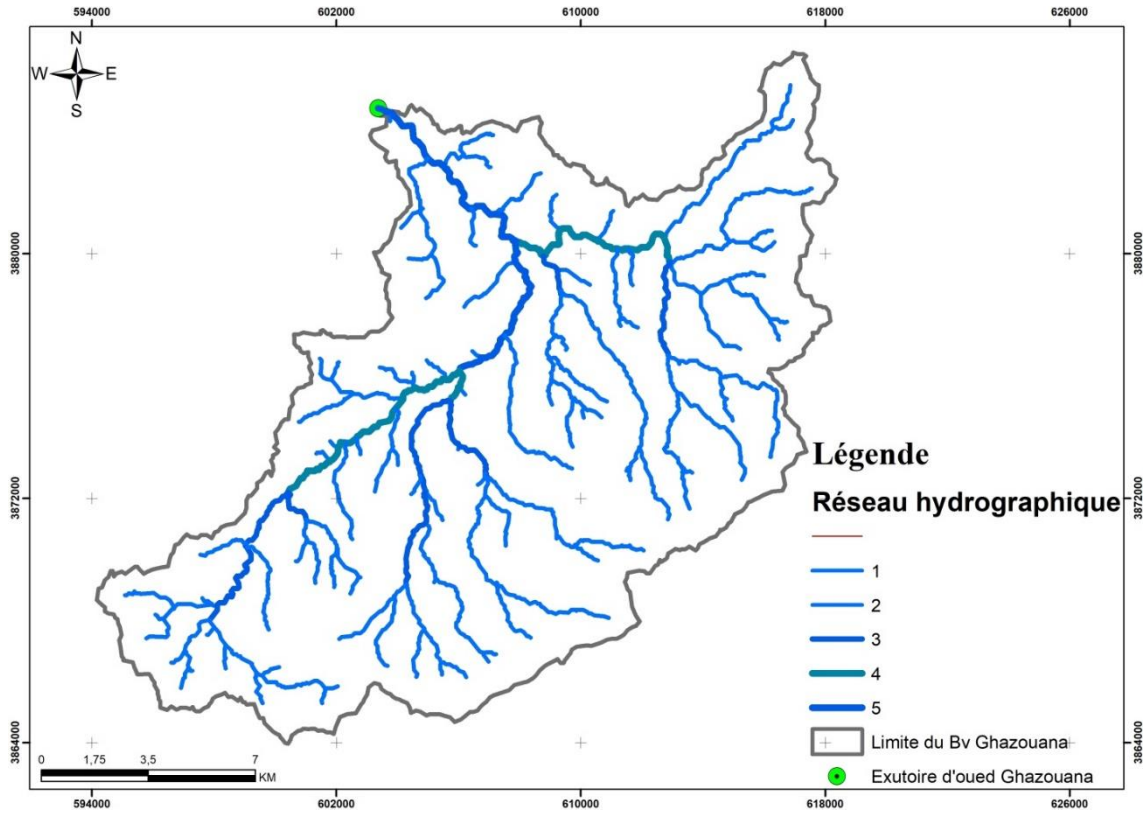 594000 602000 610000 618000 626000
N
W E
S
3880000 3880000
Légende
Réseau hydrographique
3872000 3872000
1
2
3
4
5
Limite du Bv Ghazouana
Exutoire d'oued Ghazouana
3864000 3864000
0 1,75 3,5 7
KM
594000 602000 610000 618000 626000